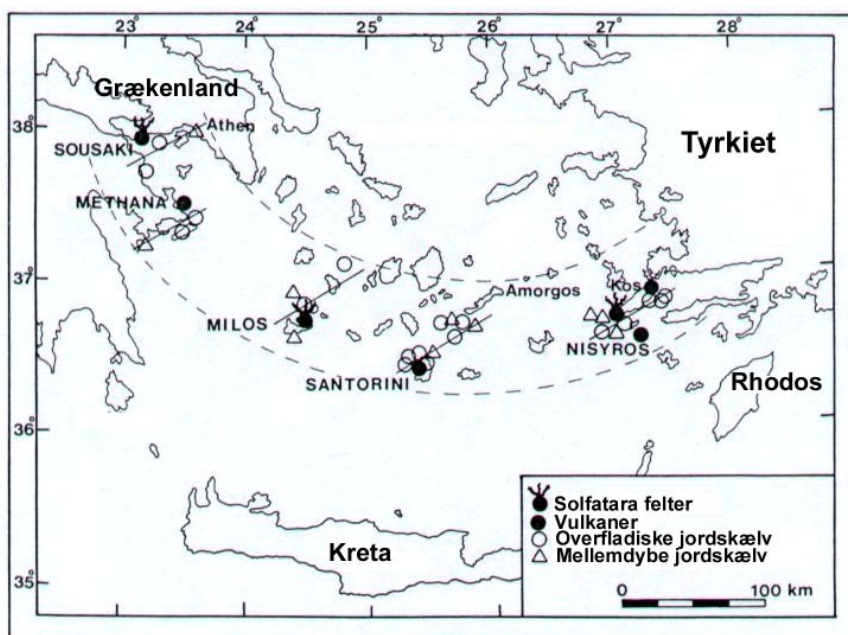 23° 24 25 26 27 28
Grækenland
38°
Athen
SOUSAKI
Tyrkiet
METHANA
37°
Kos
Amorgos
MILOS
NISYROS
SANTORINI
Rhodos
36°
Solfatara felter
Vulkaner
Overfladiske jordskælv
Kreta
Mellemdybe jordskælv
35°
0 100 km